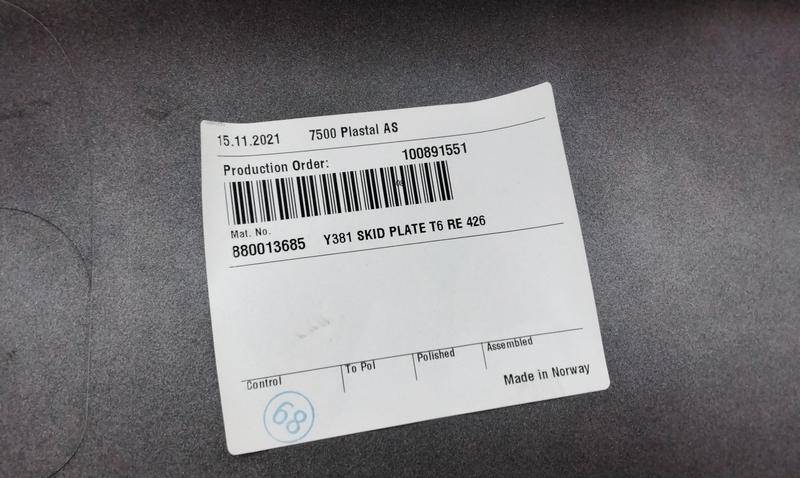 15.11.2021 7500 Plastal AS
Production Order: 100891551
Mat. No.
880013685 Y381 SKID PLATE T6 RE 426
Control To Pol Polished Assembled
Made in Norway
68